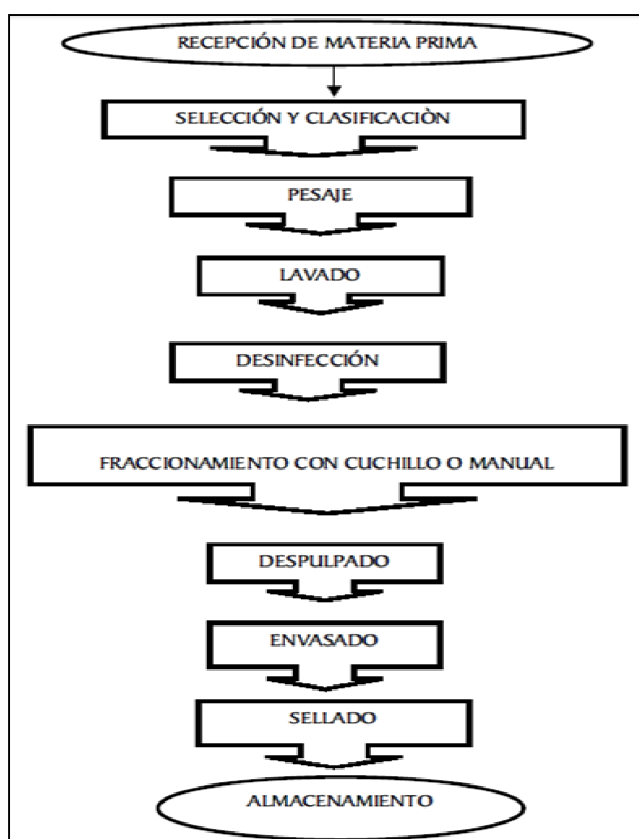 RECEPCIÓN DE MATERIA PRIMA
SELECCIÓN Y CLASIFICACIÒN
PESAJE
LAVADO
DESINFECCIÓN
FRACCIONAMIENTO CON CUCHILLO O MANUAL
DESPULPADO
ENVASADO
SELLADO
ALMACENAMIENTO